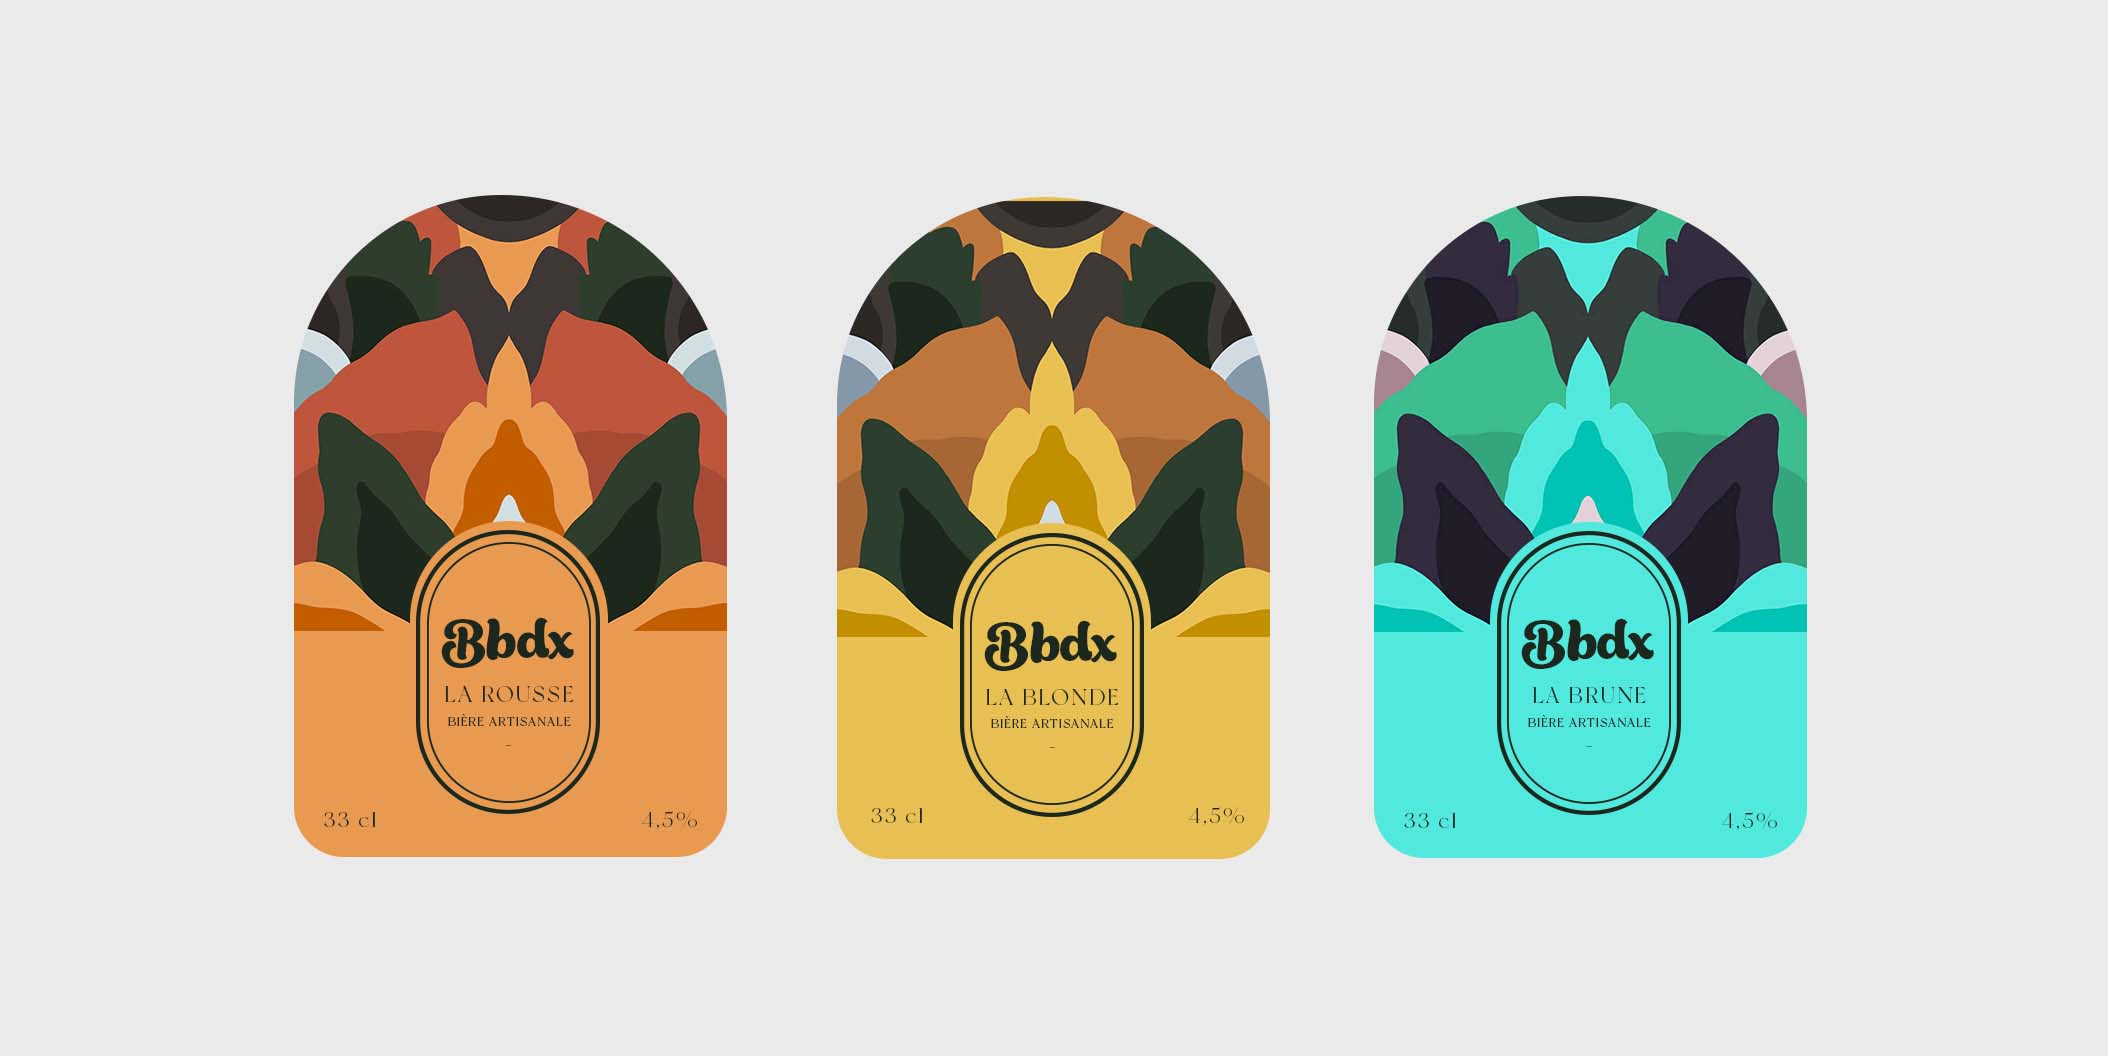 Bbdx
LA ROUSSE
BIÈRE ARTISANALE
-
33 cl
4,5%
Bbdx
LA BLONDE
BIÈRE ARTISANALE
-
33 cl
4,5%
Bbdx
LA BRUNE
BIÈRE ARTISANALE
-
33 cl
4,5%